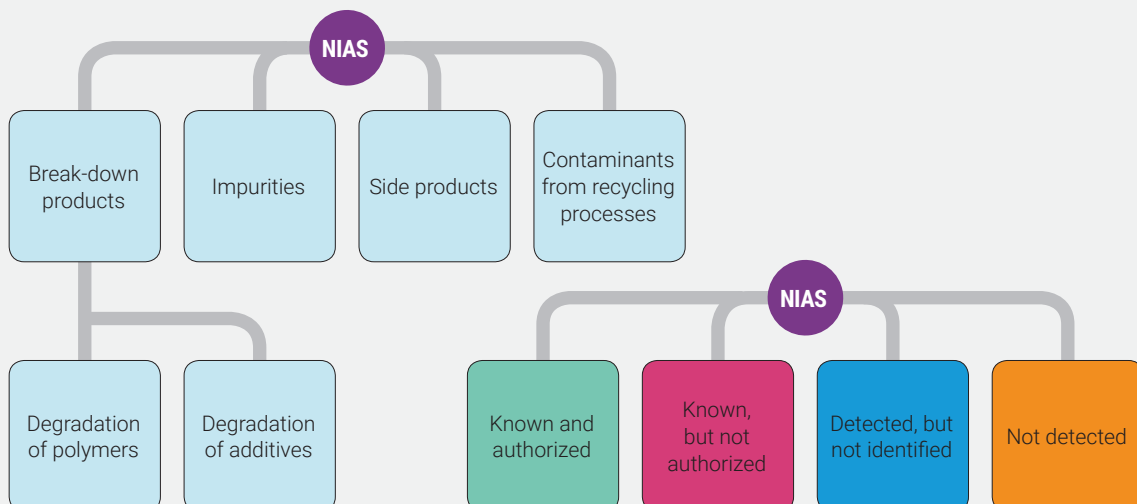 NIAS
Break-down
products
Impurities
Side products
Contaminants
from recycling
processes
NIAS
Degradation
of polymers
Degradation
of additives
Known and
authorized
Known,
but not
authorized
Detected, but
not identified
Not detected